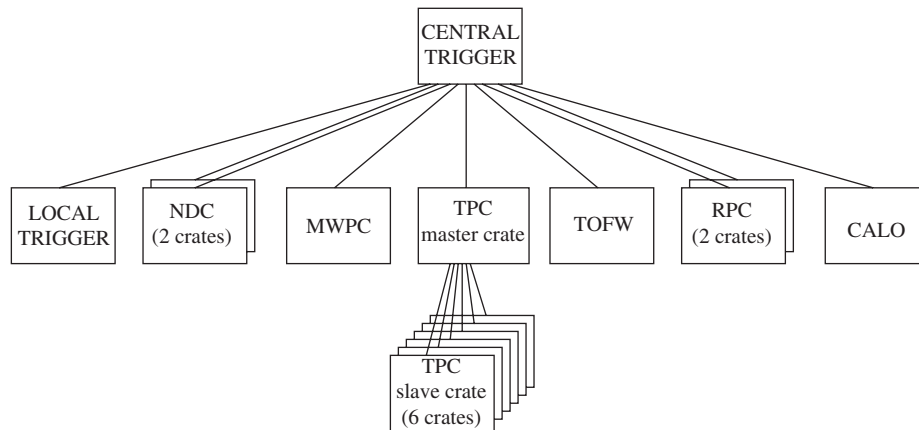 CENTRAL
TRIGGER
LOCAL
TRIGGER
NDC
(2 crates)
MWPC
TPC
master crate
TOFW
RPC
(2 crates)
CALO
TPC
slave crate
(6 crates)